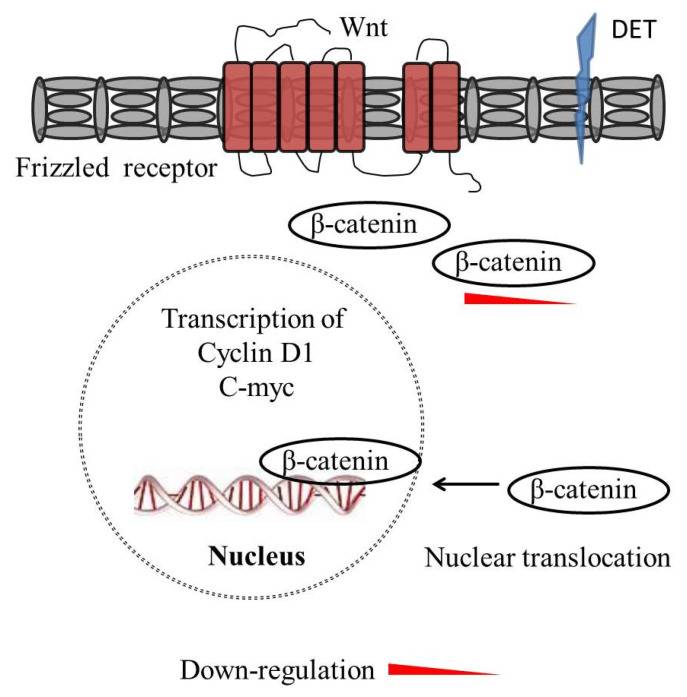 Wnt
DET
Frizzled receptor
β-catenin
β-catenin
Transcription of
Cyclin D1
C-myc
β-catenin
β-catenin
Nucleus
Nuclear translocation
Down-regulation